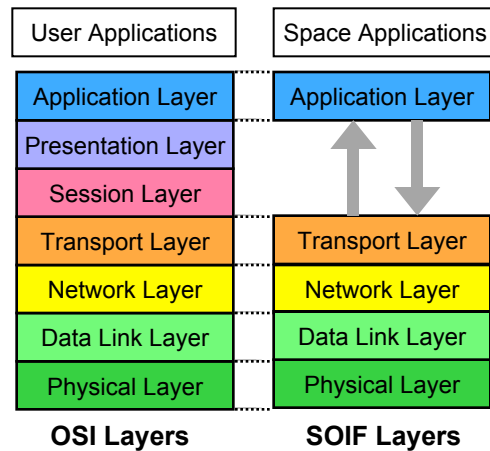 User Applications
Space Applications
Application Layer
Application Layer
Presentation Layer
Session Layer
Transport Layer
Transport Layer
Network Layer
Network Layer
Data Link Layer
Data Link Layer
Physical Layer
Physical Layer
OSI Layers
SOIF Layers